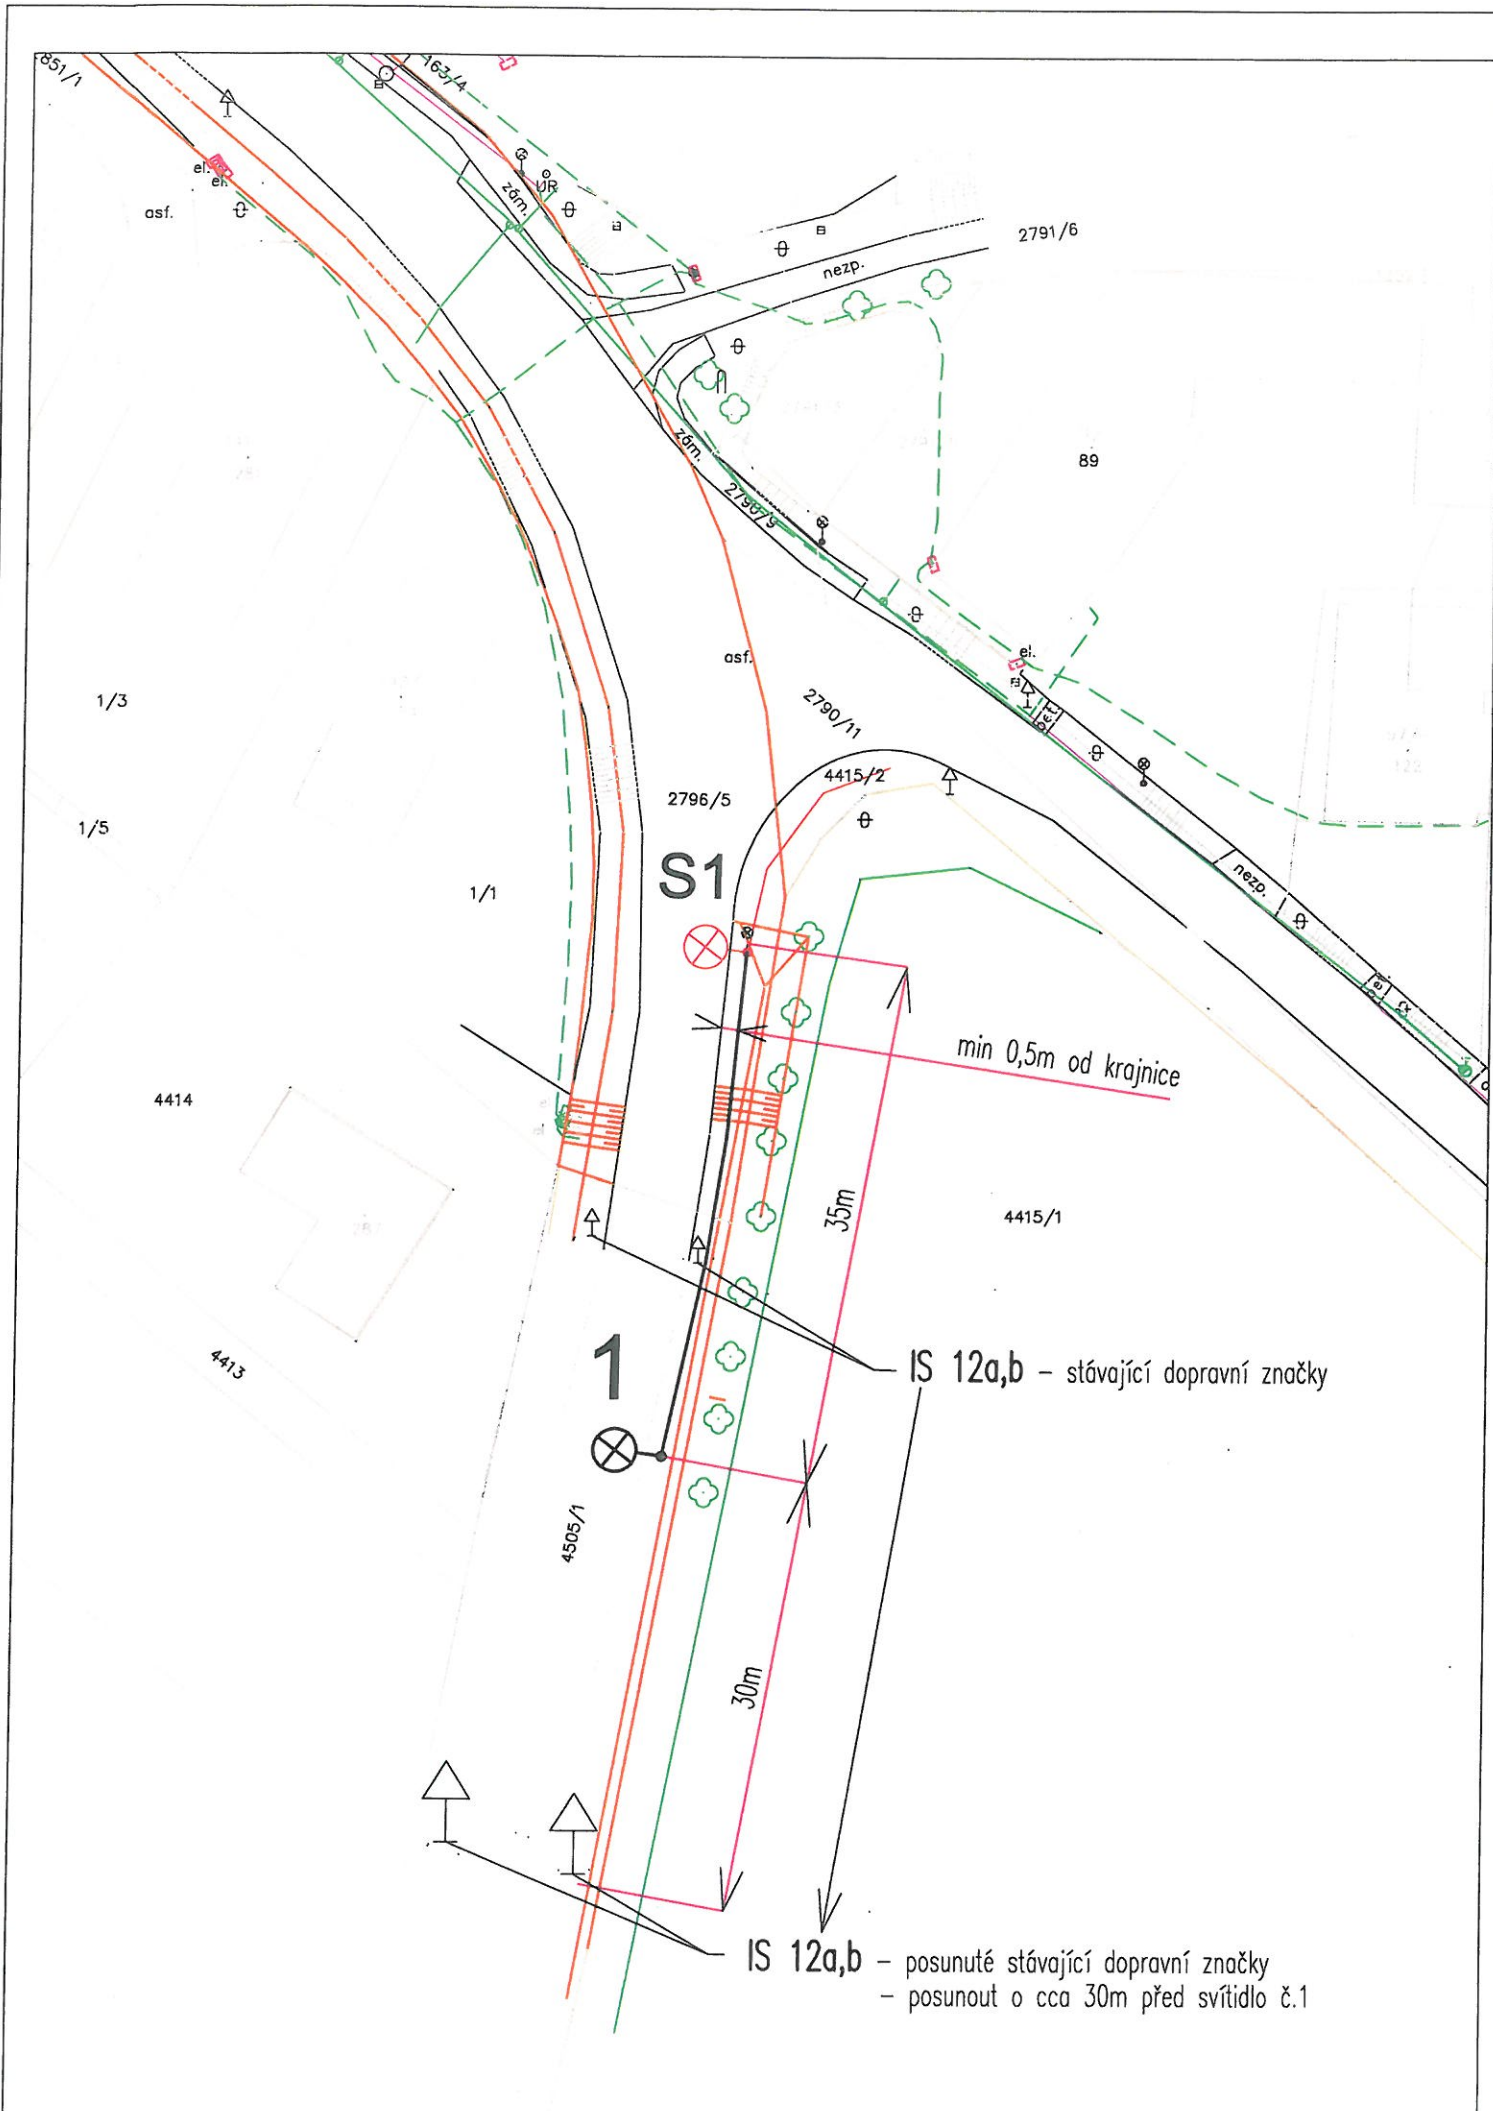 851/1
163/4
el.
el.
asf.
zám.
UR
2791/6
nezp.
zám.
2790/9
89
asf.
el.
1/3
2790/11
4415/2
2796/5
1/5
S1
1/1
nezp.
min 0,5m od krajnice
4414
35m
4415/1
4413
1
IS 12a,b – stávající dopravní značky
4505/1
30m
IS 12a,b – posunuté stávající dopravní značky
– posunout o cca 30m před svítidlo č.1